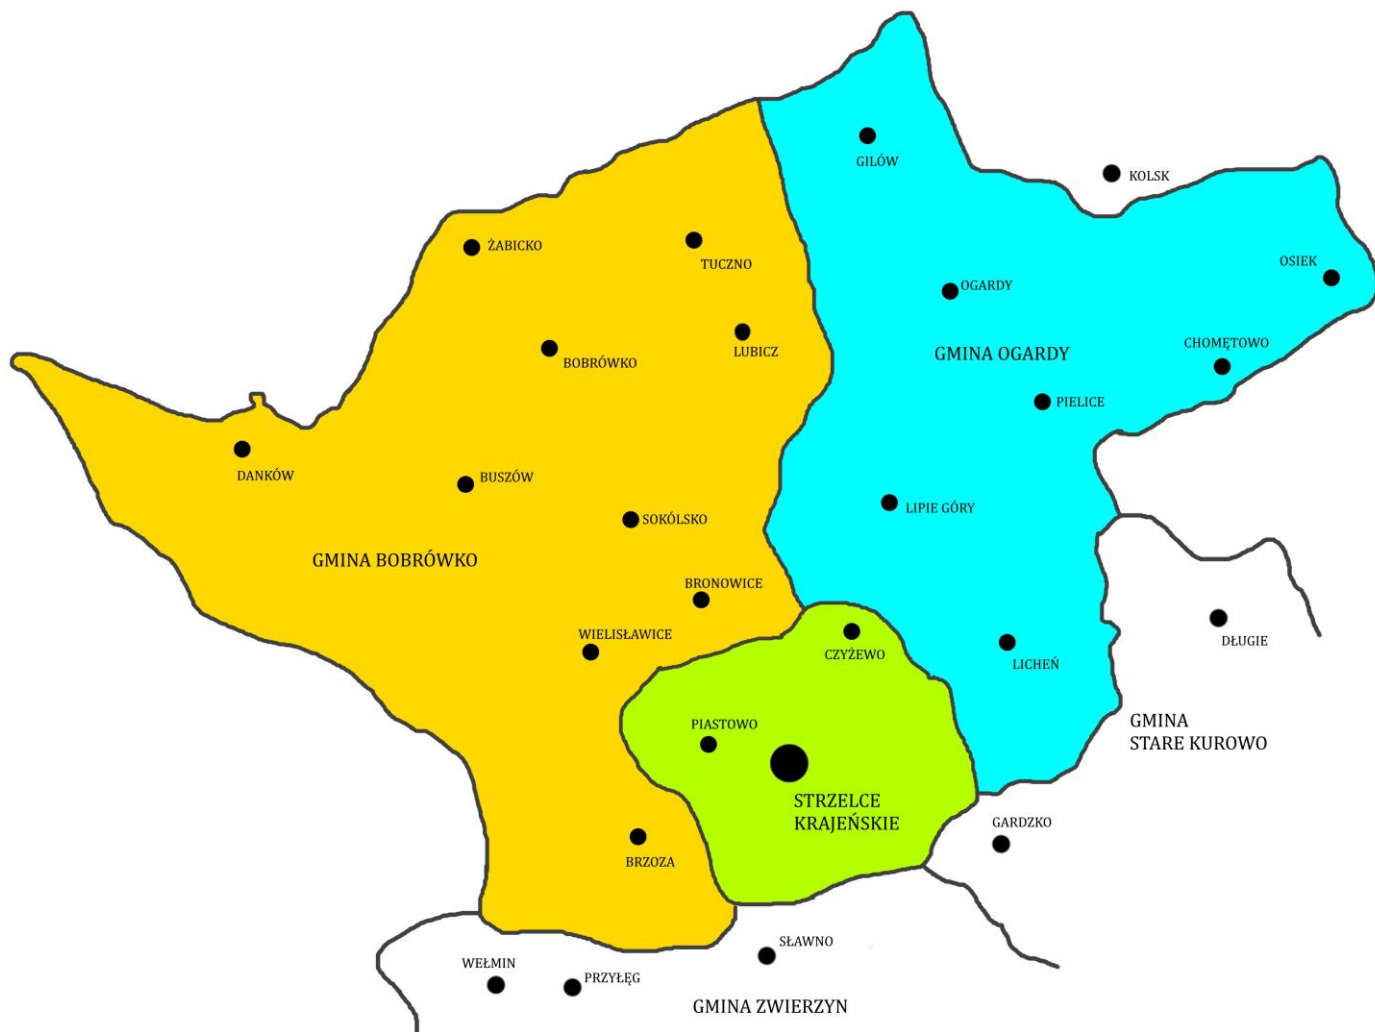 GILÓW
KOLSK
ŻABICKO
TUCZNO
OSIEK
OGARDY
LUBICZ
GMINA OGARDY
CHOMĘTOWO
BOBRÓWKO
PIELICE
DANKÓW
BUSZÓW
LIPIE GÓRY
SOKÓLSKO
GMINA BOBRÓWKO
BRONOWICE
WIELISŁAWICE
CZYŻEWO
LICHEŃ
DŁUGIE
PIASTOWO
GMINA
STARE KUROWO
STRZELCE
KRAJEŃSKIE
GARDZKO
BRZOZA
SŁAWNO
WEŁMIN
PRZYŁĘG
GMINA ZWIERZYN